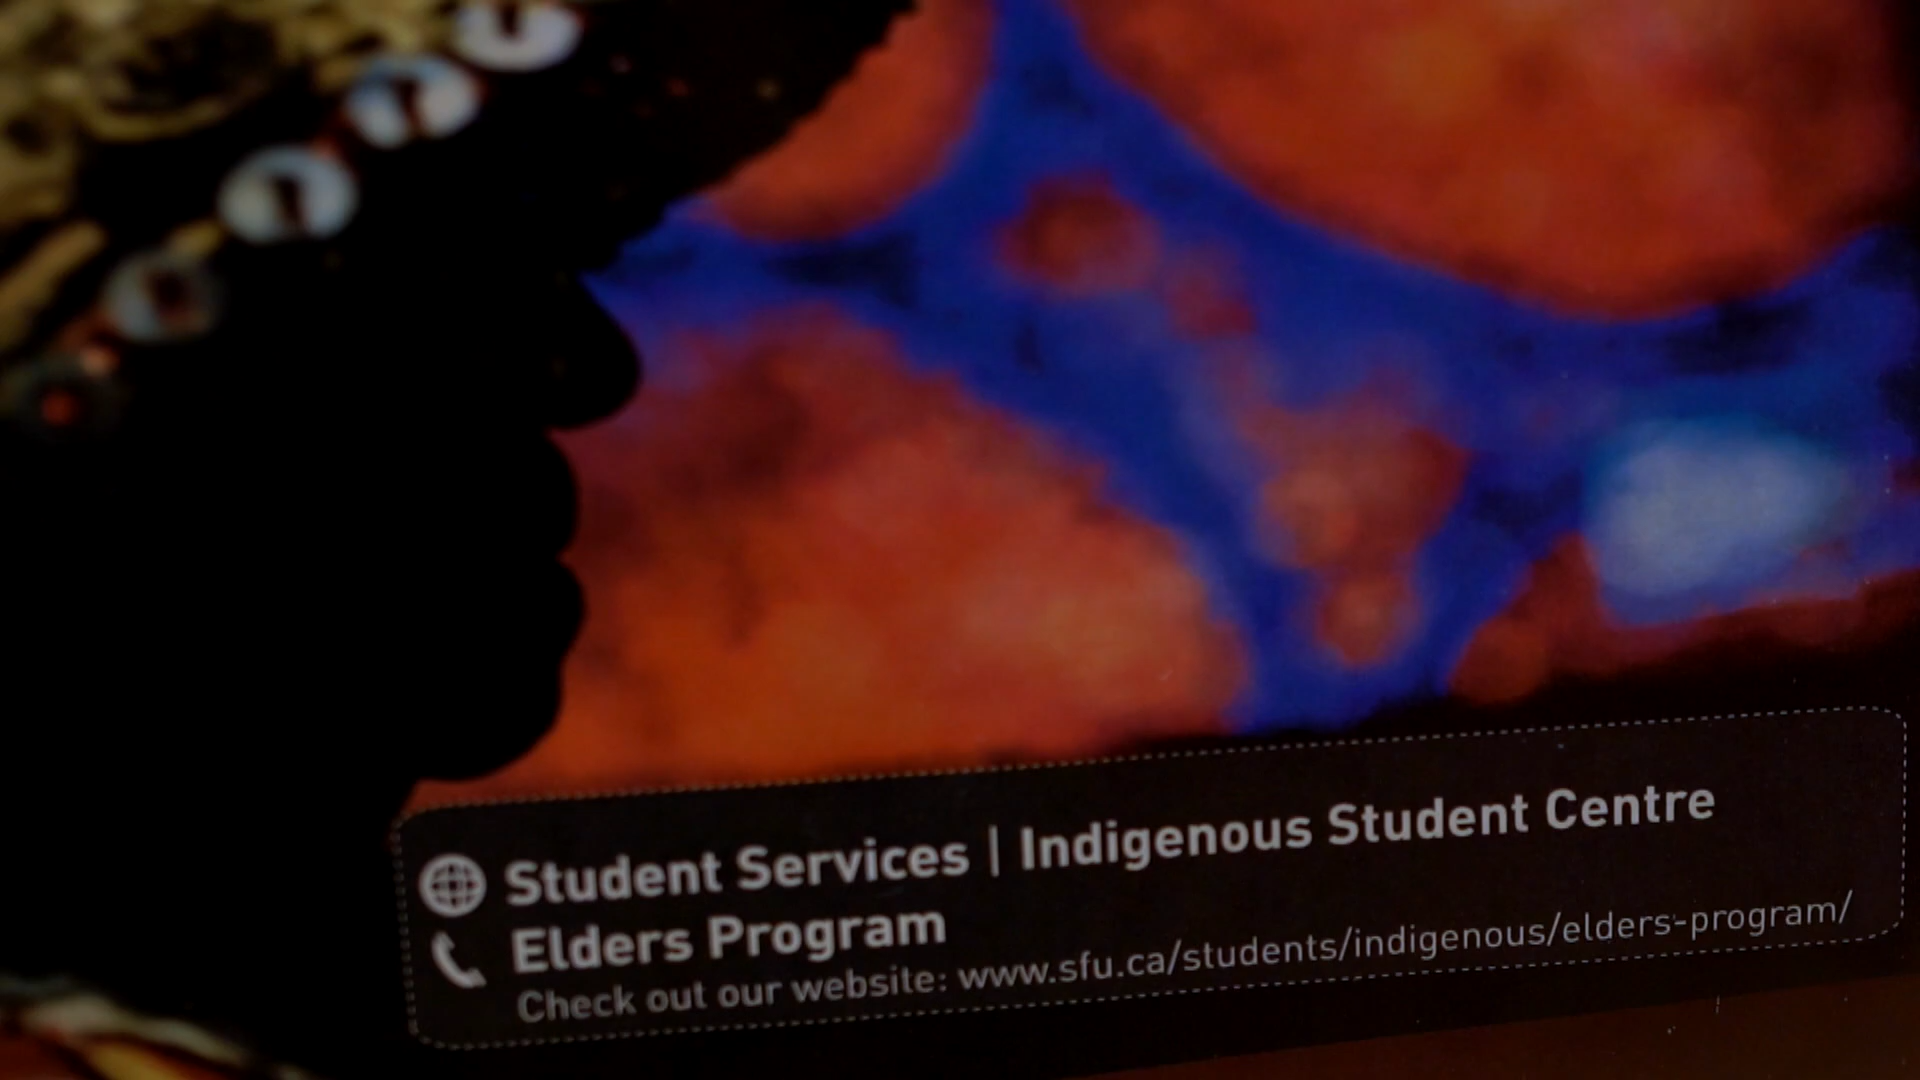 Student Services | Indigenous Student Centre
Elders Program
Check out our website: www.sfu.ca/students/indigenous/elders-program/